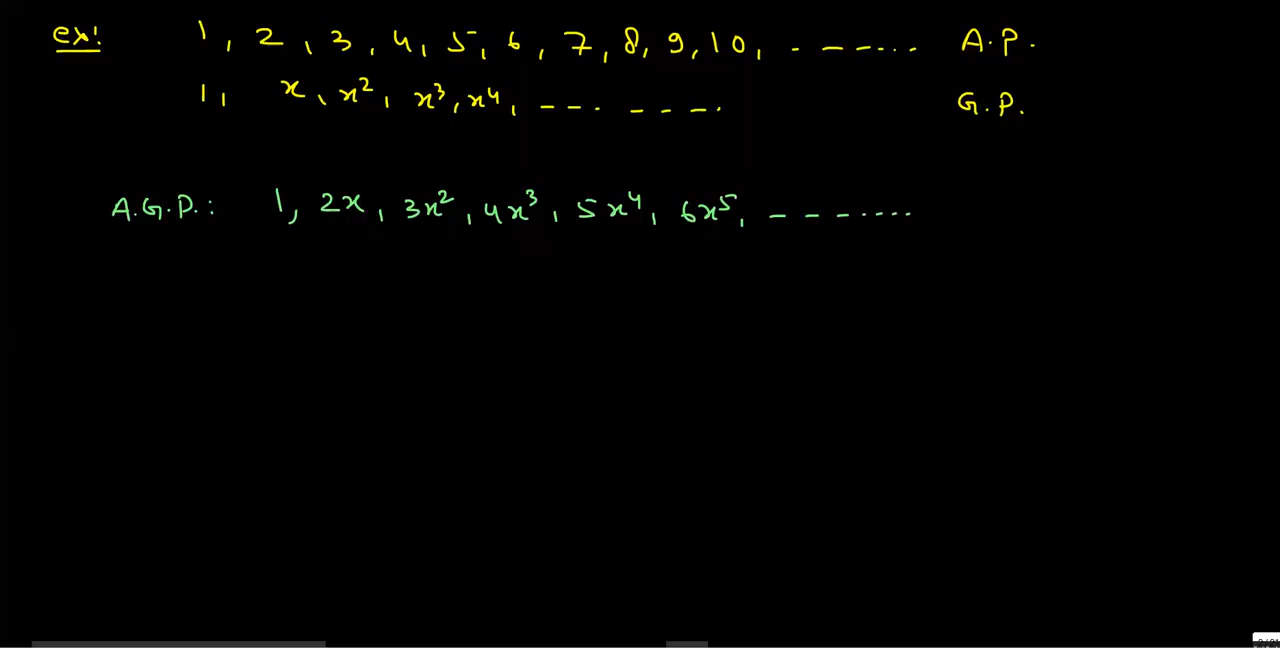 ex: 1, 2, 3, 4, 5, 6, 7, 8, 9, 10, - - - - ... A.P.
1, x, x², x³, x⁴, - - - . - - - . G.P.
A.G.P.: 1, 2x, 3x², 4x³, 5x⁴, 6x⁵, - - - - ....